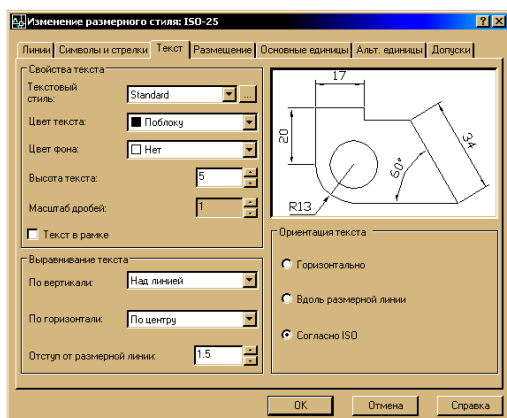 Изменение размерного стиля: ISO-25
Линии Символы и стрелки Текст Размещение Основные единицы Альт. единицы Допуски
Свойства текста
Текстовый стиль: Standard ...
Цвет текста: Поблоку
Цвет фона: Нет
Высота текста: 5
Масштаб дробей: 1
Текст в рамке
Выравнивание текста
По вертикали: Над линией
По горизонтали: По центру
Отступ от размерной линии: 1.5
17
20
34
60°
R13
Ориентация текста
Горизонтально
Вдоль размерной линии
Согласно ISO
OK Отмена Справка